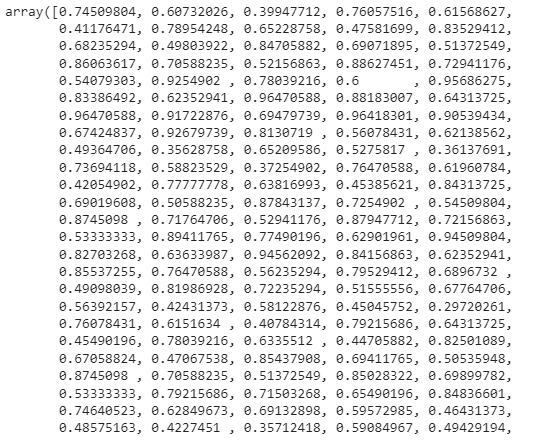 array([0.74509804, 0.60732026, 0.39947712, 0.76057516, 0.61568627,
0.41176471, 0.78954248, 0.65228758, 0.47581699, 0.83529412,
0.68235294, 0.49803922, 0.84705882, 0.69071895, 0.51372549,
0.86063617, 0.70588235, 0.52156863, 0.88627451, 0.72941176,
0.54079303, 0.9254902 , 0.78039216, 0.6       , 0.95686275,
0.83386492, 0.62352941, 0.96470588, 0.88183007, 0.64313725,
0.96470588, 0.91722876, 0.69479739, 0.96418301, 0.90539434,
0.67424837, 0.92679739, 0.8130719 , 0.56078431, 0.62138562,
0.49364706, 0.35628758, 0.65209586, 0.5275817 , 0.36137691,
0.73694118, 0.58823529, 0.37254902, 0.76470588, 0.61960784,
0.42054902, 0.77777778, 0.63816993, 0.45385621, 0.84313725,
0.69019608, 0.50588235, 0.87843137, 0.7254902 , 0.54509804,
0.8745098 , 0.71764706, 0.52941176, 0.87947712, 0.72156863,
0.53333333, 0.89411765, 0.77490196, 0.62901961, 0.94509804,
0.82703268, 0.63633987, 0.94562092, 0.84156863, 0.62352941,
0.85537255, 0.76470588, 0.56235294, 0.79529412, 0.6896732 ,
0.49098039, 0.81986928, 0.72235294, 0.51555556, 0.67764706,
0.56392157, 0.42431373, 0.58122876, 0.45045752, 0.29720261,
0.76078431, 0.6151634 , 0.40784314, 0.79215686, 0.64313725,
0.45490196, 0.78039216, 0.6335512 , 0.44705882, 0.82501089,
0.67058824, 0.47067538, 0.85437908, 0.69411765, 0.50535948,
0.8745098 , 0.70588235, 0.51372549, 0.85028322, 0.69899782,
0.53333333, 0.79215686, 0.71503268, 0.65490196, 0.84836601,
0.74640523, 0.62849673, 0.69132898, 0.59572985, 0.46431373,
0.48575163, 0.4227451 , 0.35712418, 0.59084967, 0.49429194,